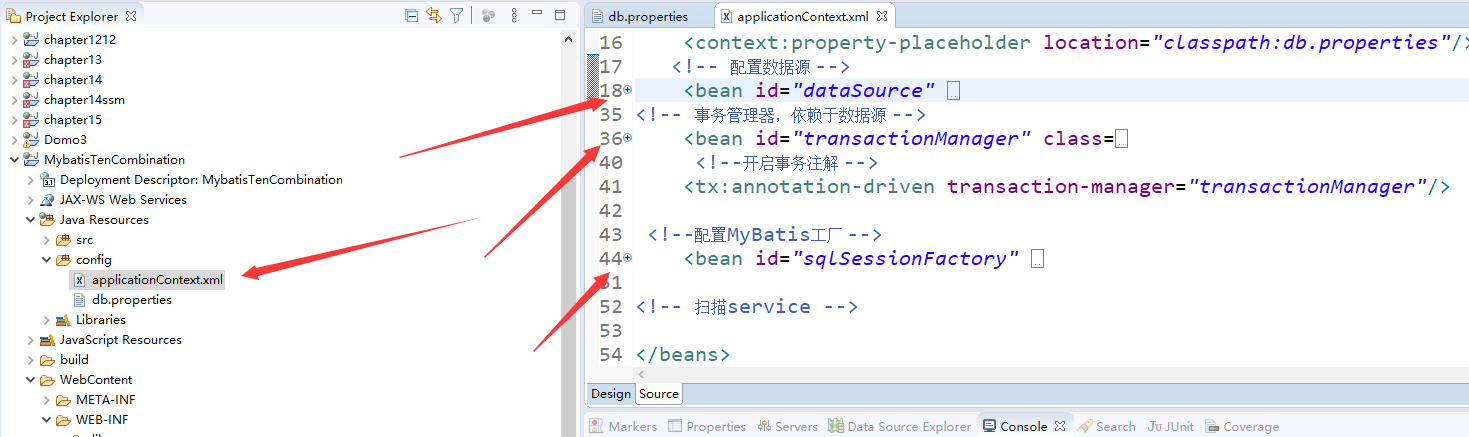 Project Explorer
chapter1212
chapter13
chapter14
chapter14ssm
chapter15
Domo3
MybatisTenCombination
Deployment Descriptor: MybatisTenCombination
JAX-WS Web Services
Java Resources
src
config
applicationContext.xml
db.properties
Libraries
JavaScript Resources
build
WebContent
META-INF
WEB-INF
db.properties applicationContext.xml
16 <context:property-placeholder location="classpath:db.properties"/>
17 <!-- 配置数据源 -->
18 <bean id="dataSource"
35 <!-- 事务管理器，依赖于数据源 -->
36 <bean id="transactionManager" class=
40 <!--开启事务注解 -->
41 <tx:annotation-driven transaction-manager="transactionManager"/>
42
43 <!--配置MyBatis工厂 -->
44 <bean id="sqlSessionFactory"
51
52 <!-- 扫描service -->
53
54 </beans>
Design Source
Markers Properties Servers Data Source Explorer Console Search JUnit Coverage